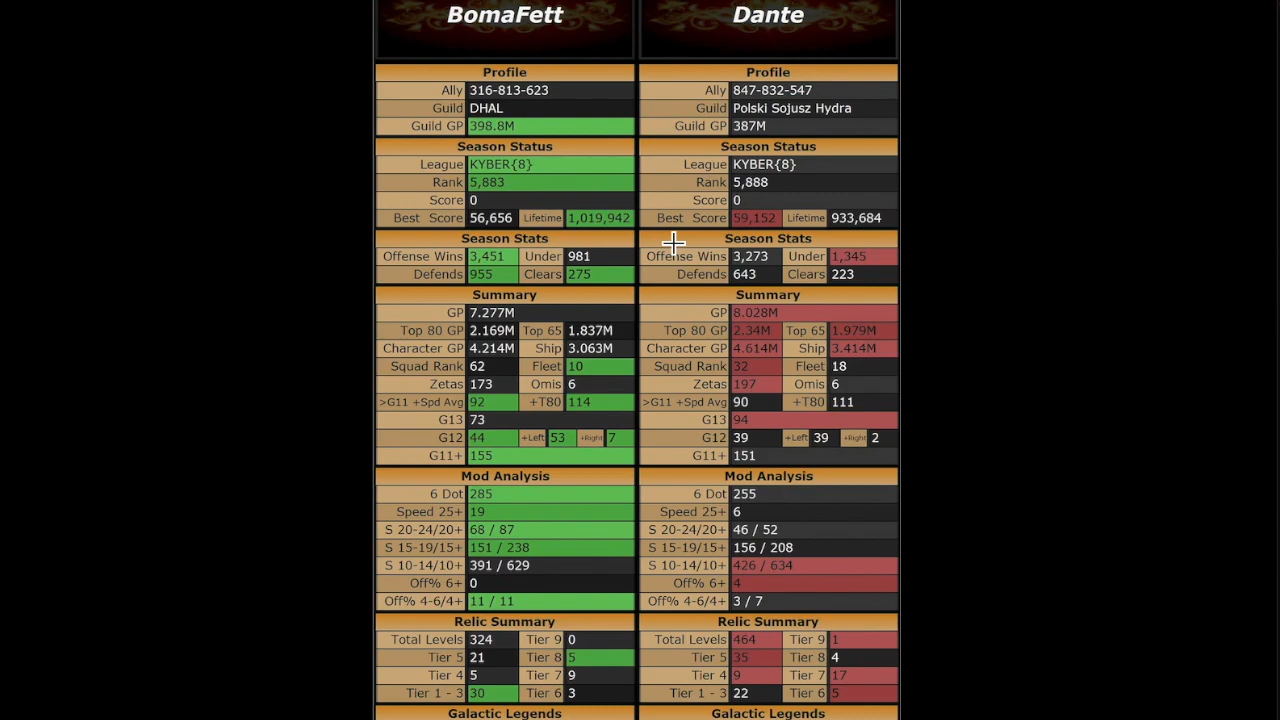 BomaFett Dante
Profile Profile
Ally 316-813-623 Ally 847-832-547
Guild DHAL Guild Polski Sojusz Hydra
Guild GP 398.8M Guild GP 387M
Season Status Season Status
League KYBER{8} League KYBER{8}
Rank 5,883 Rank 5,888
Score 0 Score 0
Best Score 56,656 Lifetime 1,019,942 Best Score 59,152 Lifetime 933,684
Season Stats Season Stats
Offense Wins 3,451 Under 981 Offense Wins 3,273 Under 1,345
Defends 955 Clears 275 Defends 643 Clears 223
Summary Summary
GP 7.277M GP 8.028M
Top 80 GP 2.169M Top 65 1.837M Top 80 GP 2.34M Top 65 1.979M
Character GP 4.214M Ship 3.063M Character GP 4.614M Ship 3.414M
Squad Rank 62 Fleet 10 Squad Rank 32 Fleet 18
Zetas 173 Omis 6 Zetas 197 Omis 6
>G11 +Spd Avg 92 +T80 114 >G11 +Spd Avg 90 +T80 111
G13 73 G13 94
G12 44 +Left 53 +Right 7 G12 39 +Left 39 +Right 2
G11+ 155 G11+ 151
Mod Analysis Mod Analysis
6 Dot 285 6 Dot 255
Speed 25+ 19 Speed 25+ 6
S 20-24/20+ 68 / 87 S 20-24/20+ 46 / 52
S 15-19/15+ 151 / 238 S 15-19/15+ 156 / 208
S 10-14/10+ 391 / 629 S 10-14/10+ 426 / 634
Off% 6+ 0 Off% 6+ 4
Off% 4-6/4+ 11 / 11 Off% 4-6/4+ 3 / 7
Relic Summary Relic Summary
Total Levels 324 Tier 9 0 Total Levels 464 Tier 9 1
Tier 5 21 Tier 8 5 Tier 5 35 Tier 8 4
Tier 4 5 Tier 7 9 Tier 4 9 Tier 7 17
Tier 1 - 3 30 Tier 6 3 Tier 1 - 3 22 Tier 6 5
Galactic Legends Galactic Legends